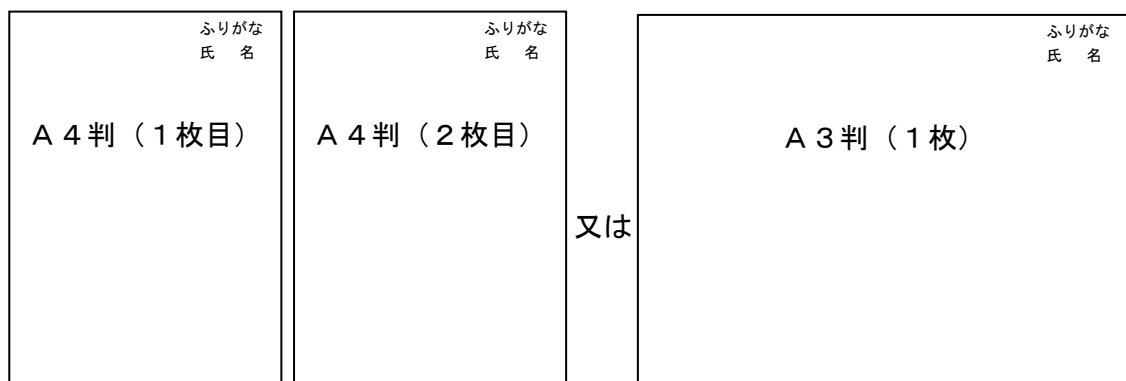 ふりがな
氏 名
A4判（1枚目）
ふりがな
氏 名
A4判（2枚目）
又は
ふりがな
氏 名
A3判（1枚）